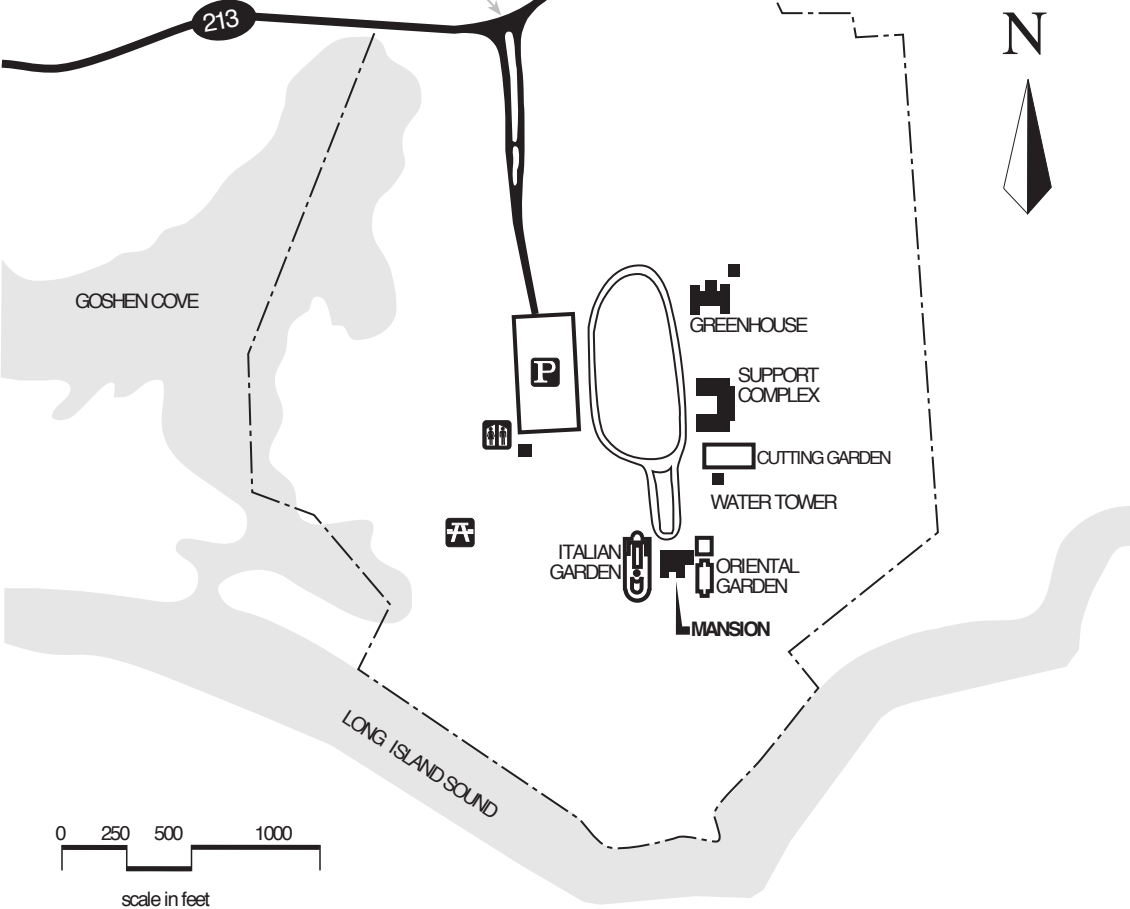 213
N
GOSHEN COVE
GREENHOUSE
P
SUPPORT
COMPLEX
CUTTING GARDEN
WATER TOWER
ITALIAN
GARDEN
ORIENTAL
GARDEN
MANSION
LONG ISLAND SOUND
0 250 500 1000
scale in feet